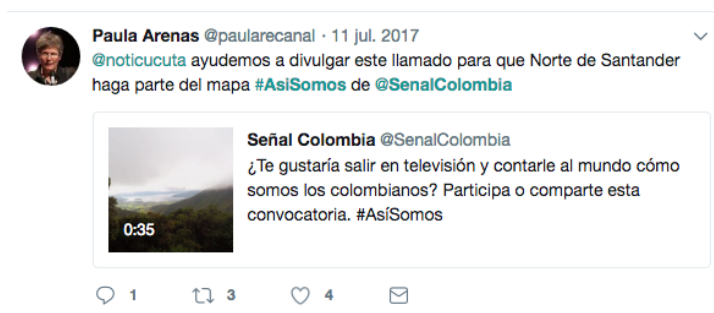 Paula Arenas @paularecanal · 11 jul. 2017
@noticucuta ayudemos a divulgar este llamado para que Norte de Santander
haga parte del mapa #AsiSomos de @SenalColombia
Señal Colombia @SenalColombia
¿Te gustaría salir en televisión y contarle al mundo cómo
somos los colombianos? Participa o comparte esta
convocatoria. #AsíSomos
0:35
1 3 4